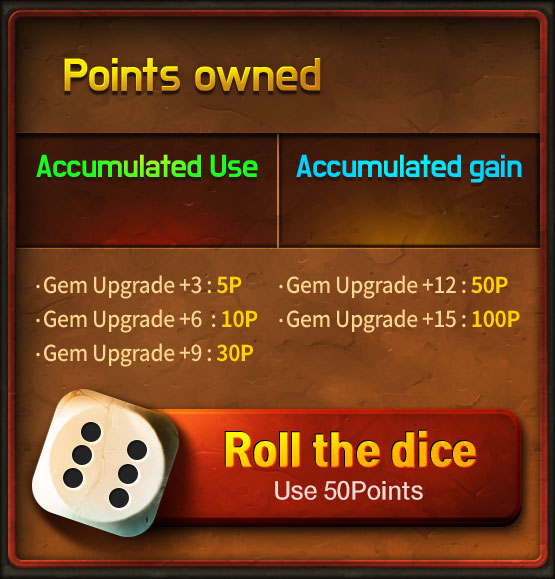 Points owned
Accumulated Use
Accumulated gain
·Gem Upgrade +3 : 5P
·Gem Upgrade +12 : 50P
·Gem Upgrade +6 : 10P
·Gem Upgrade +15 : 100P
·Gem Upgrade +9 : 30P
Roll the dice
Use 50Points